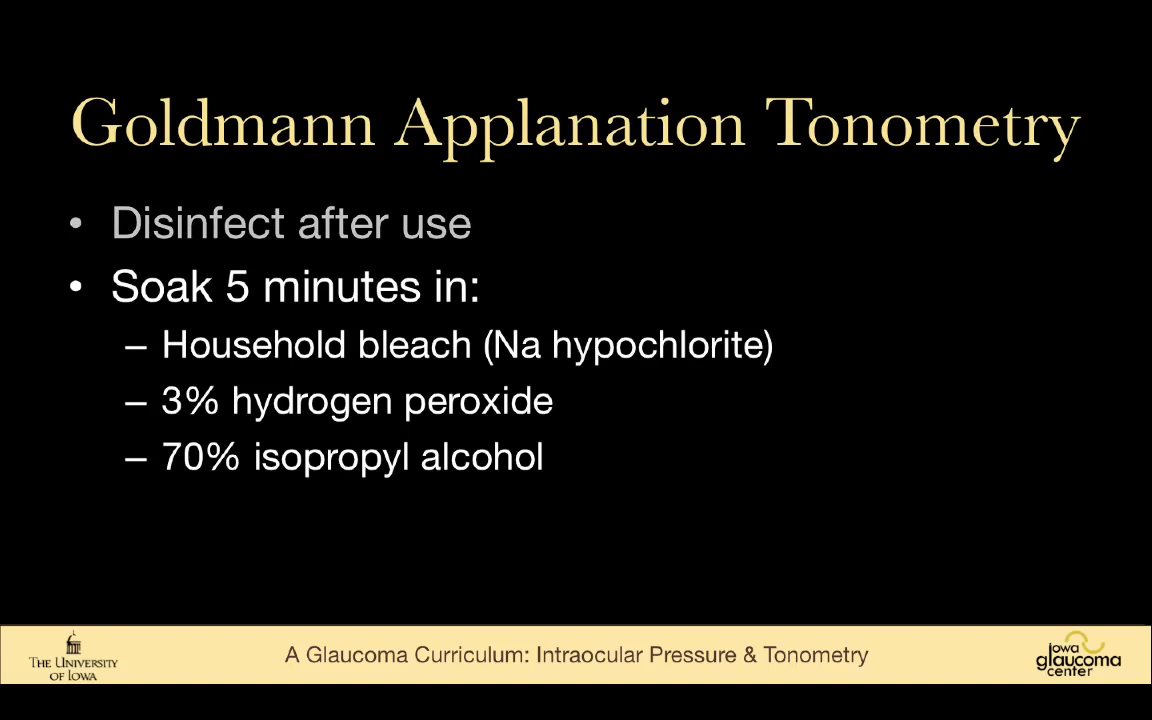 Goldmann Applanation Tonometry
• Disinfect after use
• Soak 5 minutes in:
– Household bleach (Na hypochlorite)
– 3% hydrogen peroxide
– 70% isopropyl alcohol
THE UNIVERSITY
OF IOWA
A Glaucoma Curriculum: Intraocular Pressure & Tonometry
iowa
glaucoma
center